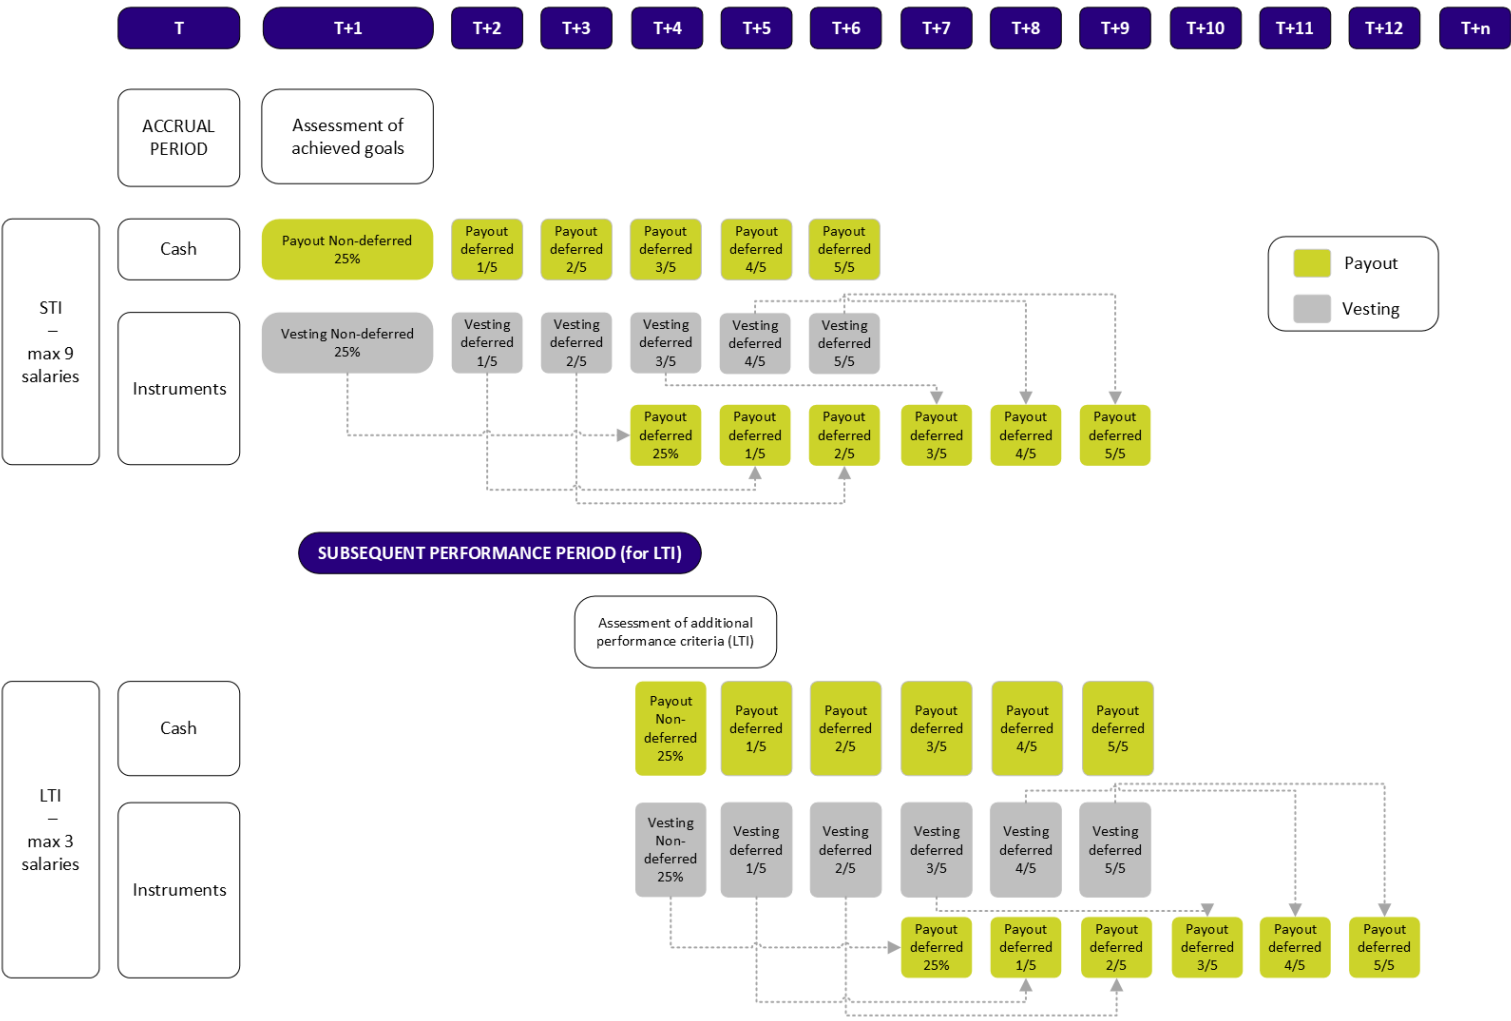 T
T+1
T+2
T+3
T+4
T+5
T+6
T+7
T+8
T+9
T+10
T+11
T+12
T+n
ACCRUAL
PERIOD
Assessment of
achieved goals
STI
–
max 9
salaries
Cash
Payout Non-deferred
25%
Payout
deferred
1/5
Payout
deferred
2/5
Payout
deferred
3/5
Payout
deferred
4/5
Payout
deferred
5/5
Payout
Vesting
Instruments
Vesting Non-deferred
25%
Vesting
deferred
1/5
Vesting
deferred
2/5
Vesting
deferred
3/5
Vesting
deferred
4/5
Vesting
deferred
5/5
Payout
deferred
25%
Payout
deferred
1/5
Payout
deferred
2/5
Payout
deferred
3/5
Payout
deferred
4/5
Payout
deferred
5/5
SUBSEQUENT PERFORMANCE PERIOD (for LTI)
Assessment of additional
performance criteria (LTI)
LTI
–
max 3
salaries
Cash
Payout
Non-
deferred
25%
Payout
deferred
1/5
Payout
deferred
2/5
Payout
deferred
3/5
Payout
deferred
4/5
Payout
deferred
5/5
Instruments
Vesting
Non-
deferred
25%
Vesting
deferred
1/5
Vesting
deferred
2/5
Vesting
deferred
3/5
Vesting
deferred
4/5
Vesting
deferred
5/5
Payout
deferred
25%
Payout
deferred
1/5
Payout
deferred
2/5
Payout
deferred
3/5
Payout
deferred
4/5
Payout
deferred
5/5